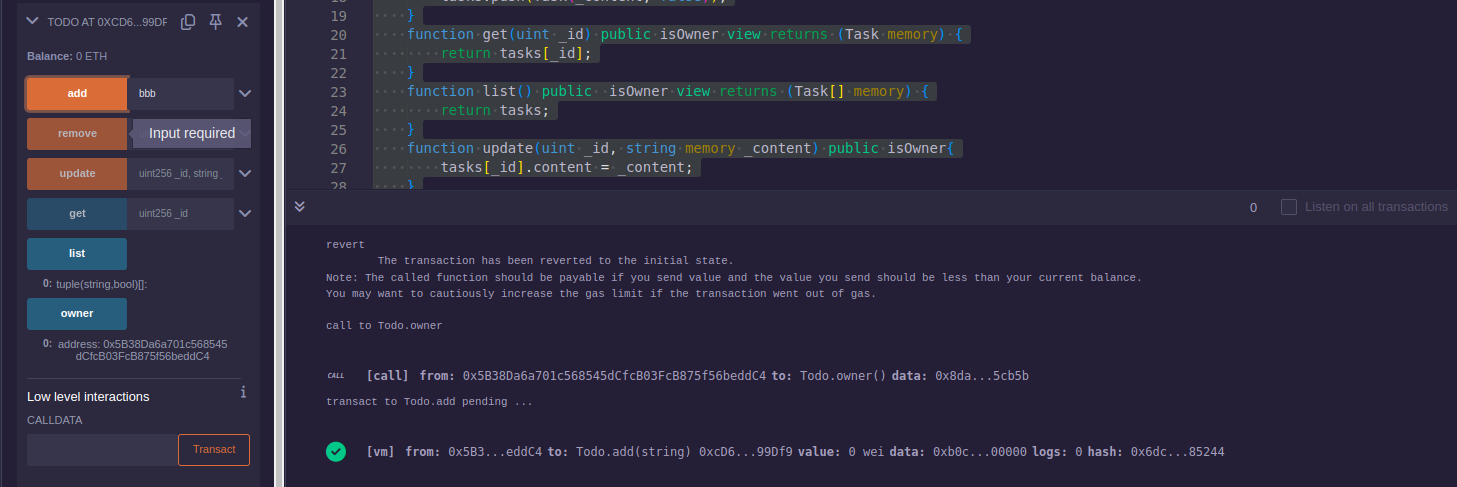 TODO AT 0XCD6...99DF
Balance: 0 ETH
add
bbb
remove
Input required
update
uint256 _id, string
get
uint256 _id
list
0: tuple(string,bool)[]:
owner
0: address: 0x5B38Da6a701c568545
dCfcB03FcB875f56beddC4
Low level interactions
i
CALLDATA
Transact
18 tasks.push(Task(_content, false));
19 }
20 function get(uint _id) public isOwner view returns (Task memory) {
21 return tasks[_id];
22 }
23 function list() public isOwner view returns (Task[] memory) {
24 return tasks;
25 }
26 function update(uint _id, string memory _content) public isOwner{
27 tasks[_id].content = _content;
28 }
0
Listen on all transactions
revert
The transaction has been reverted to the initial state.
Note: The called function should be payable if you send value and the value you send should be less than your current balance.
You may want to cautiously increase the gas limit if the transaction went out of gas.
call to Todo.owner
CALL [call] from: 0x5B38Da6a701c568545dCfcB03FcB875f56beddC4 to: Todo.owner() data: 0x8da...5cb5b
transact to Todo.add pending ...
[vm] from: 0x5B3...eddC4 to: Todo.add(string) 0xcD6...99Df9 value: 0 wei data: 0xb0c...00000 logs: 0 hash: 0x6dc...85244